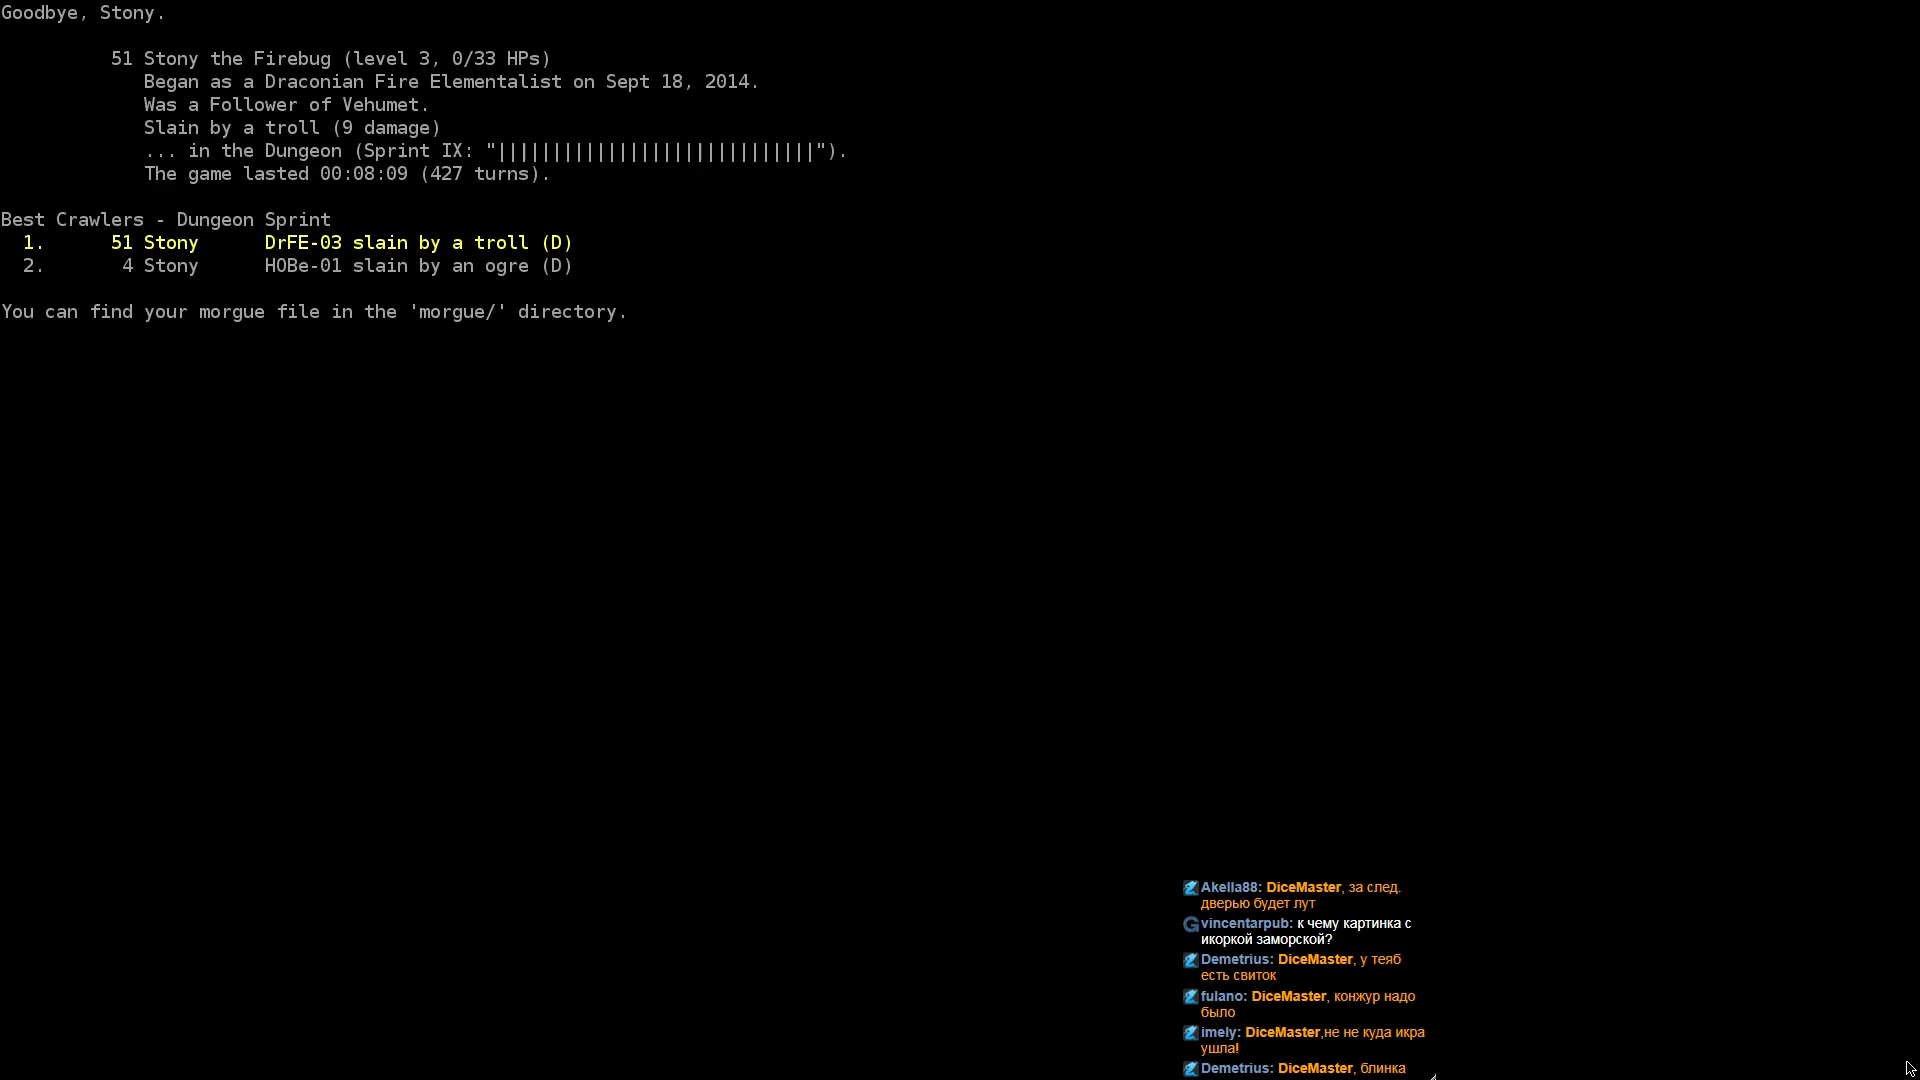 Goodbye, Stony.
51 Stony the Firebug (level 3, 0/33 HPs)
Began as a Draconian Fire Elementalist on Sept 18, 2014.
Was a Follower of Vehumet.
Slain by a troll (9 damage)
... in the Dungeon (Sprint IX: "|||||||||||||||||||||||||||||").
The game lasted 00:08:09 (427 turns).
Best Crawlers - Dungeon Sprint
1. 51 Stony DrFE-03 slain by a troll (D)
2. 4 Stony HOBe-01 slain by an ogre (D)
You can find your morgue file in the 'morgue/' directory.
Akella88: DiceMaster, за след.
дверью будет лут
vincentarpub: к чему картинка с
икоркой заморской?
Demetrius: DiceMaster, у теяб
есть свиток
fulano: DiceMaster, конжур надо
было
imely: DiceMaster,не не куда икра
ушла!
Demetrius: DiceMaster, блинка